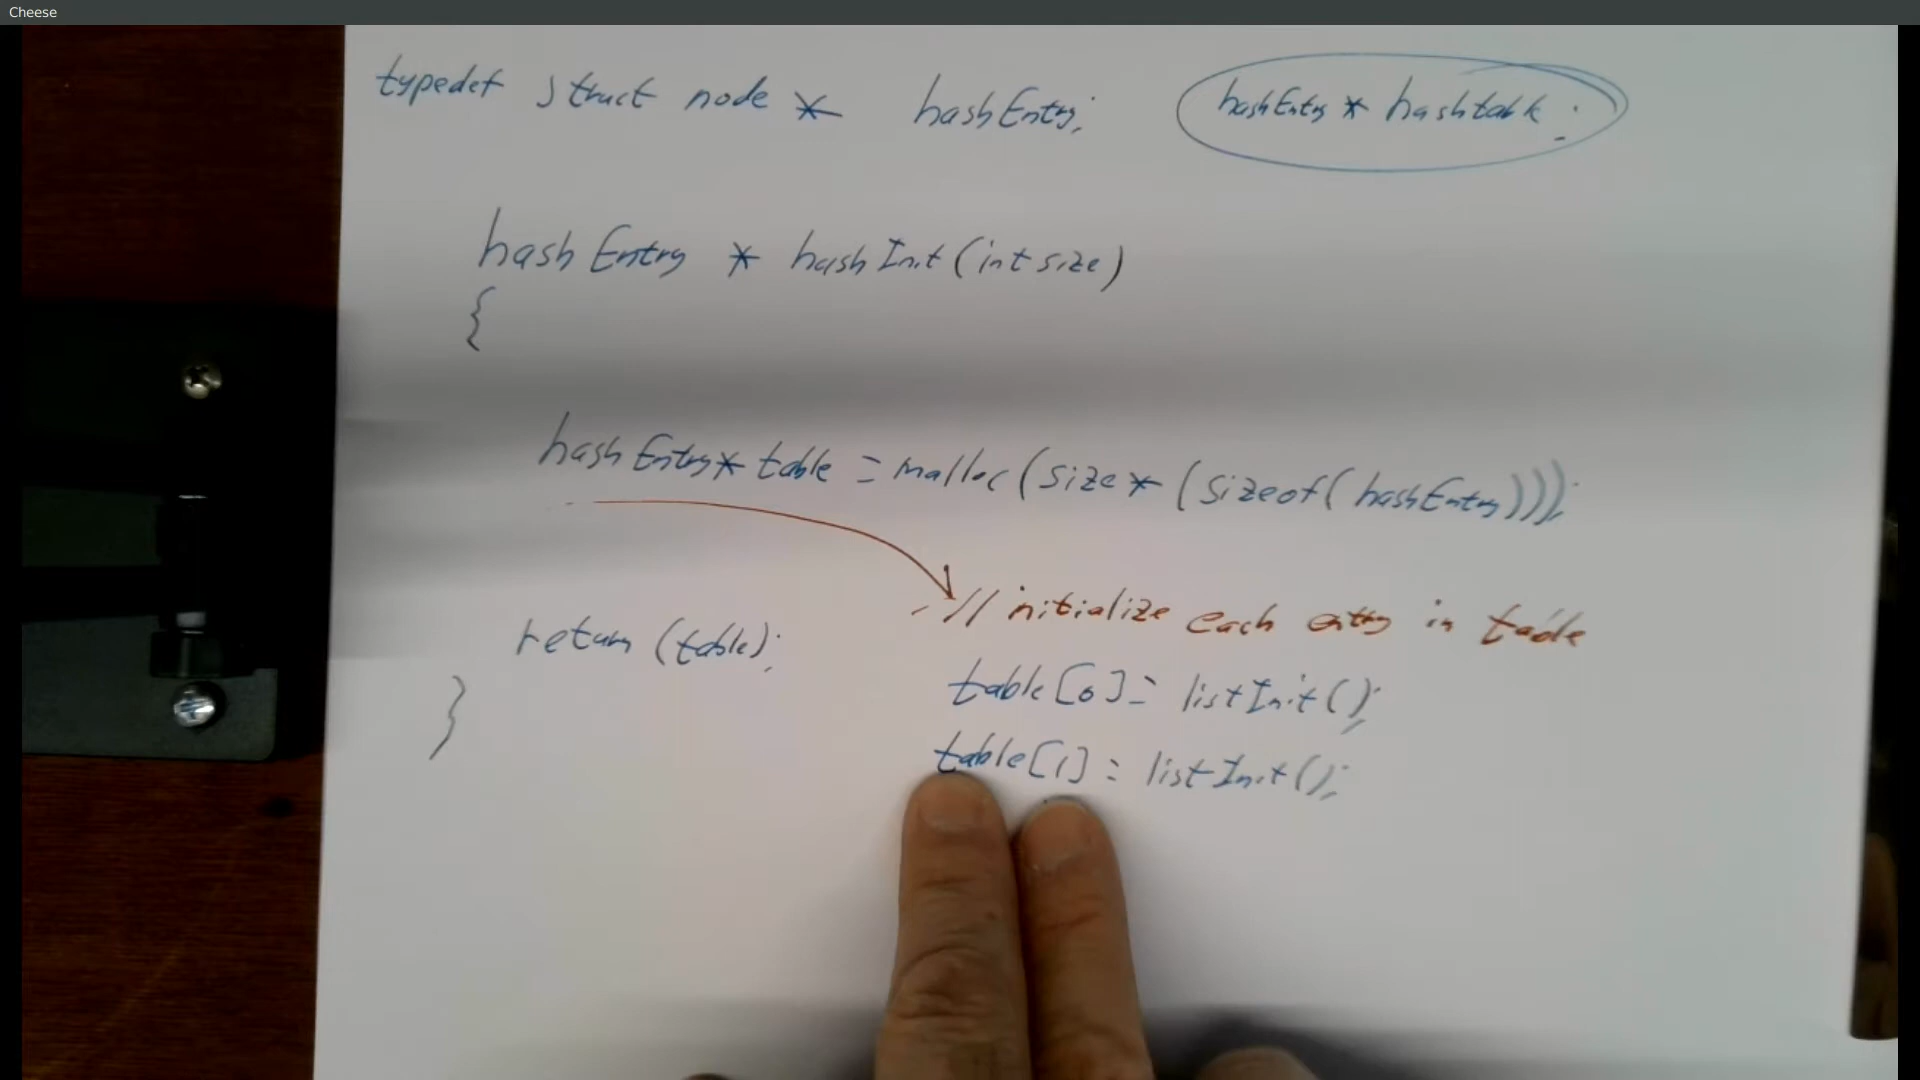 Cheese
typedef struct node * hashEntry; hashEntry * hashtable;
hashEntry * hashInit(int size)
{
hashEntry* table = malloc(size*(sizeof(hashEntry)));
// initialize each entry in table
return (table);
table[0] = listInit();
}
table[1] = listInit();